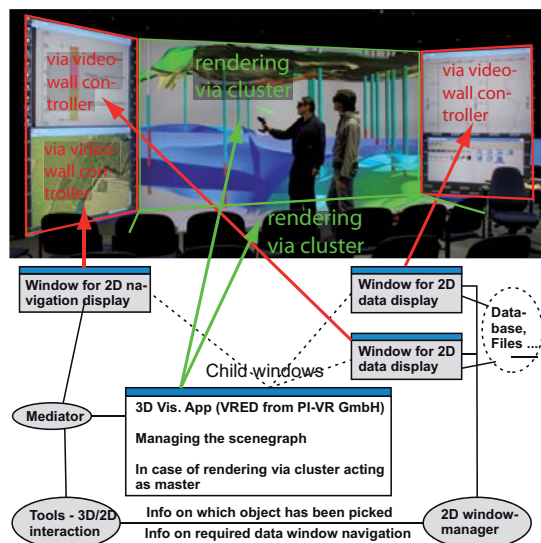 via video-
wall con-
troller
rendering
via cluster
via video-
wall con-
troller
via video-
wall con-
troller
rendering
via cluster
Window for 2D na-
vigation display
Window for 2D
data display
Data-
base,
Files ...
Window for 2D
data display
Child windows
3D Vis. App (VRED from PI-VR GmbH)
Managing the scenegraph
In case of rendering via cluster acting
as master
Mediator
Tools - 3D/2D
interaction
Info on which object has been picked
Info on required data window navigation
2D window-
manager